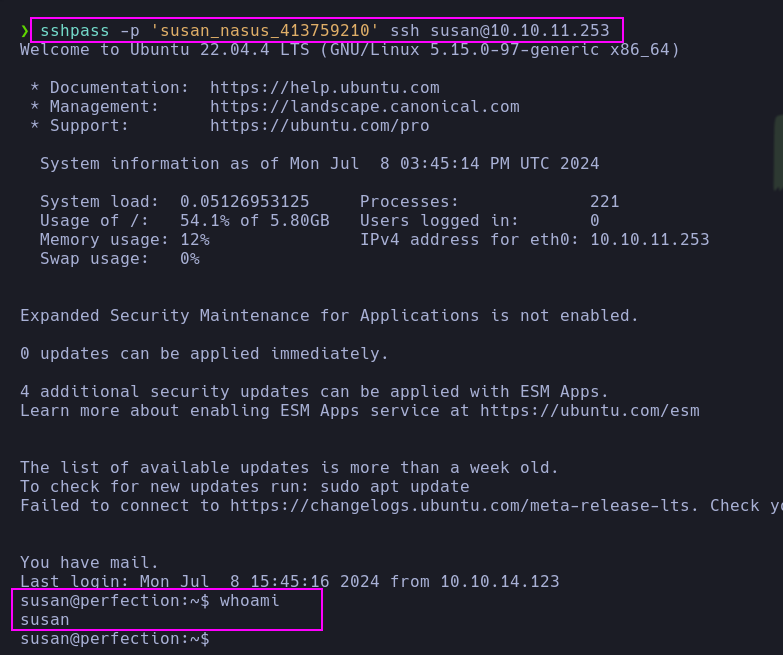 ❯ sshpass -p 'susan_nasus_413759210' ssh susan@10.10.11.253
Welcome to Ubuntu 22.04.4 LTS (GNU/Linux 5.15.0-97-generic x86_64)
* Documentation:  https://help.ubuntu.com
* Management:     https://landscape.canonical.com
* Support:        https://ubuntu.com/pro
System information as of Mon Jul  8 03:45:14 PM UTC 2024
System load:  0.05126953125     Processes:             221
Usage of /:   54.1% of 5.80GB   Users logged in:       0
Memory usage: 12%               IPv4 address for eth0: 10.10.11.253
Swap usage:   0%
Expanded Security Maintenance for Applications is not enabled.
0 updates can be applied immediately.
4 additional security updates can be applied with ESM Apps.
Learn more about enabling ESM Apps service at https://ubuntu.com/esm
The list of available updates is more than a week old.
To check for new updates run: sudo apt update
Failed to connect to https://changelogs.ubuntu.com/meta-release-lts. Check
You have mail.
Last login: Mon Jul  8 15:45:16 2024 from 10.10.14.123
susan@perfection:~$ whoami
susan
susan@perfection:~$